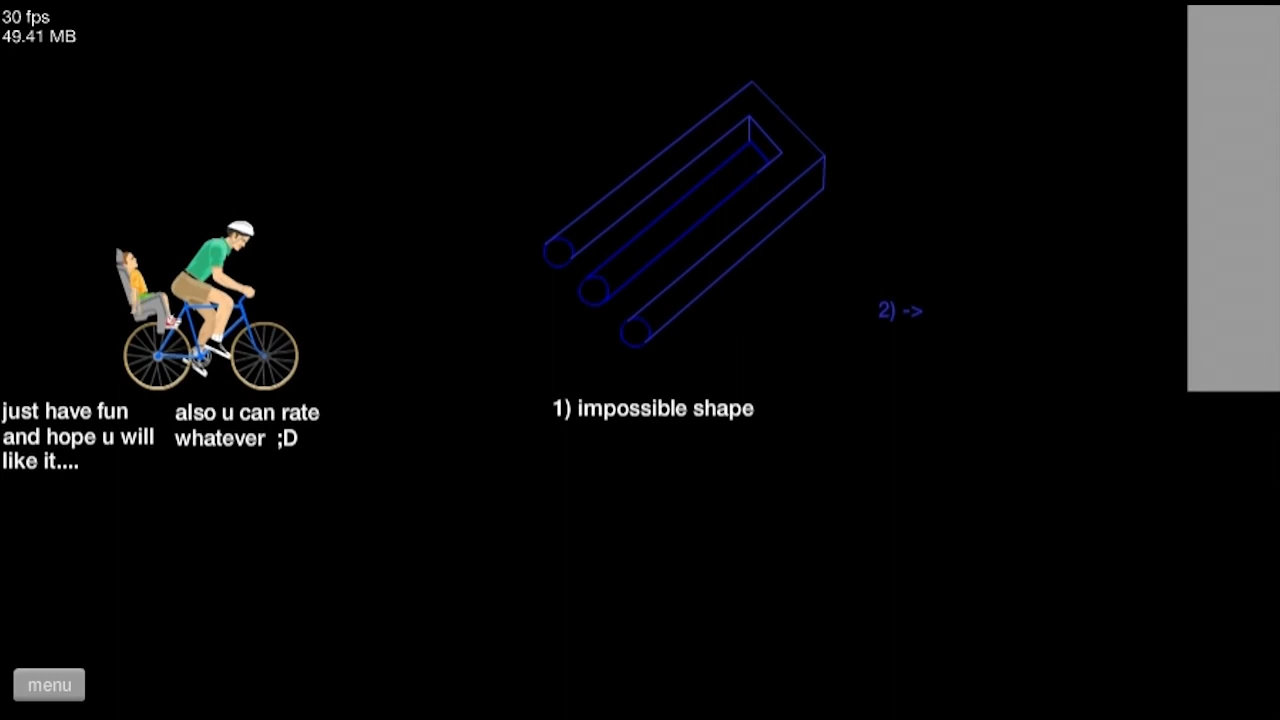 30 fps
49.41 MB
2) ->
just have fun
and hope u will
like it....
also u can rate
whatever  ;D
1) impossible shape
menu